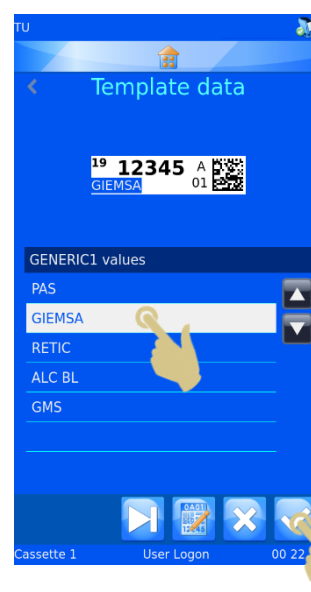 TU
Template data
19 12345 A
GIEMSA 01
GENERIC1 values
PAS
GIEMSA
RETIC
ALC BL
GMS
0A01
Cassette 1 User Logon 00 22